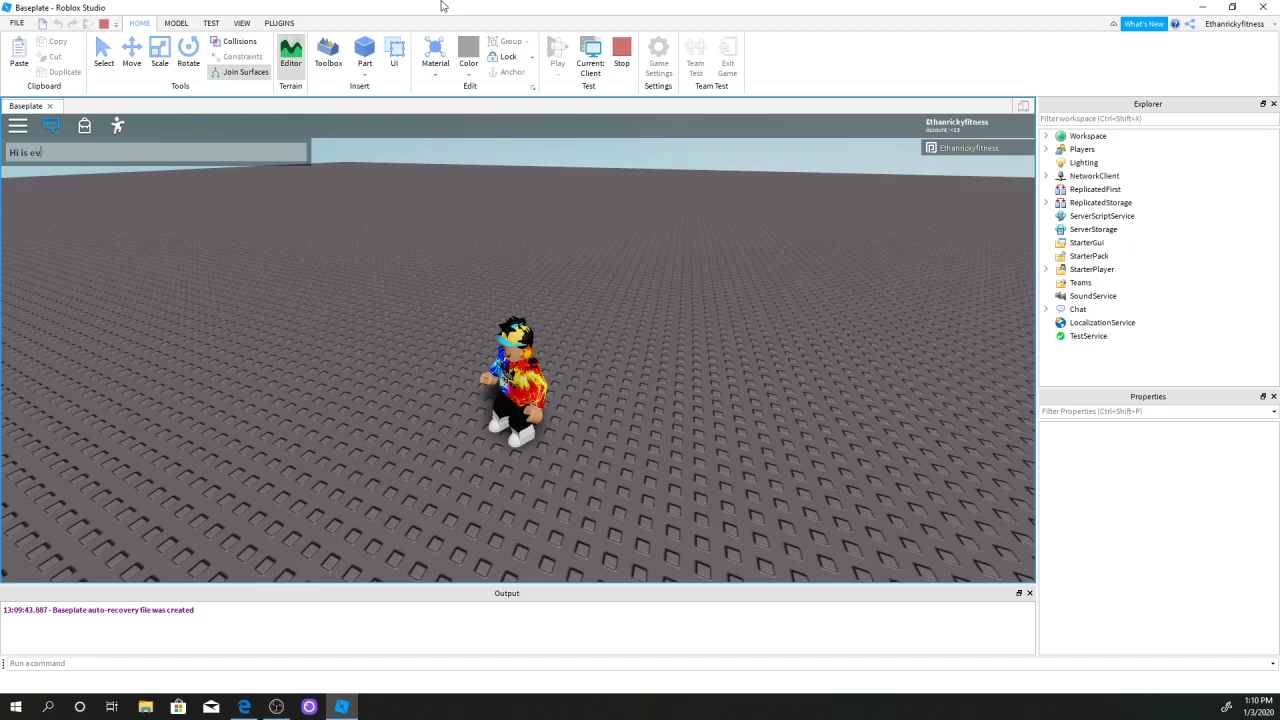 Baseplate - Roblox Studio
FILE HOME MODEL TEST VIEW PLUGINS What's New Ethanrickyfitness
Paste Copy Cut Duplicate Select Move Scale Rotate Collisions Constraints Join Surfaces Editor Toolbox Part UI Material Color Group Lock Anchor Play Current: Client Stop Game Settings Team Test Exit Game
Clipboard Tools Terrain Insert Edit Test Settings Team Test
Baseplate
Ethanrickyfitness
Account: <13
Hi is ev
Ethanrickyfitness
Explorer
Filter workspace (Ctrl+Shift+X)
Workspace
Players
Lighting
NetworkClient
ReplicatedFirst
ReplicatedStorage
ServerScriptService
ServerStorage
StarterGui
StarterPack
StarterPlayer
Teams
SoundService
Chat
LocalizationService
TestService
Properties
Filter Properties (Ctrl+Shift+P)
Output
13:09:43.887 - Baseplate auto-recovery file was created
Run a command
1:10 PM
1/3/2020